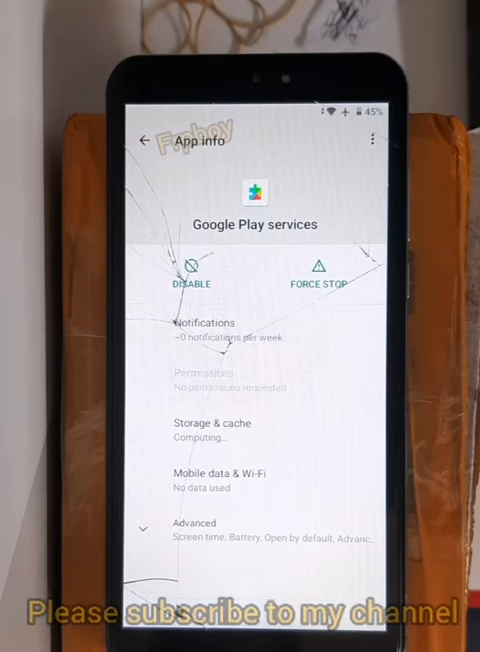 45%
Frpboy
App info
Google Play services
DISABLE
FORCE STOP
Notifications
~0 notifications per week
Permissions
No permissions requested
Storage & cache
Computing...
Mobile data & Wi-Fi
No data used
Advanced
Screen time, Battery, Open by default, Advanc..
Please subscribe to my channel